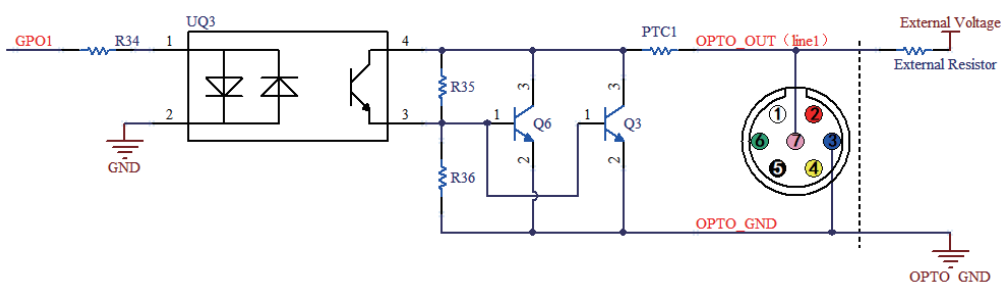 External Voltage
UQ3
PTC1
GPO1
R34
1
4
OPTO_OUT（line1）
External Resistor
R35
3
3
1
2
2
3
1
Q6
1
Q3
6
7
3
R36
2
2
5
4
GND
OPTO_GND
OPTO_GND